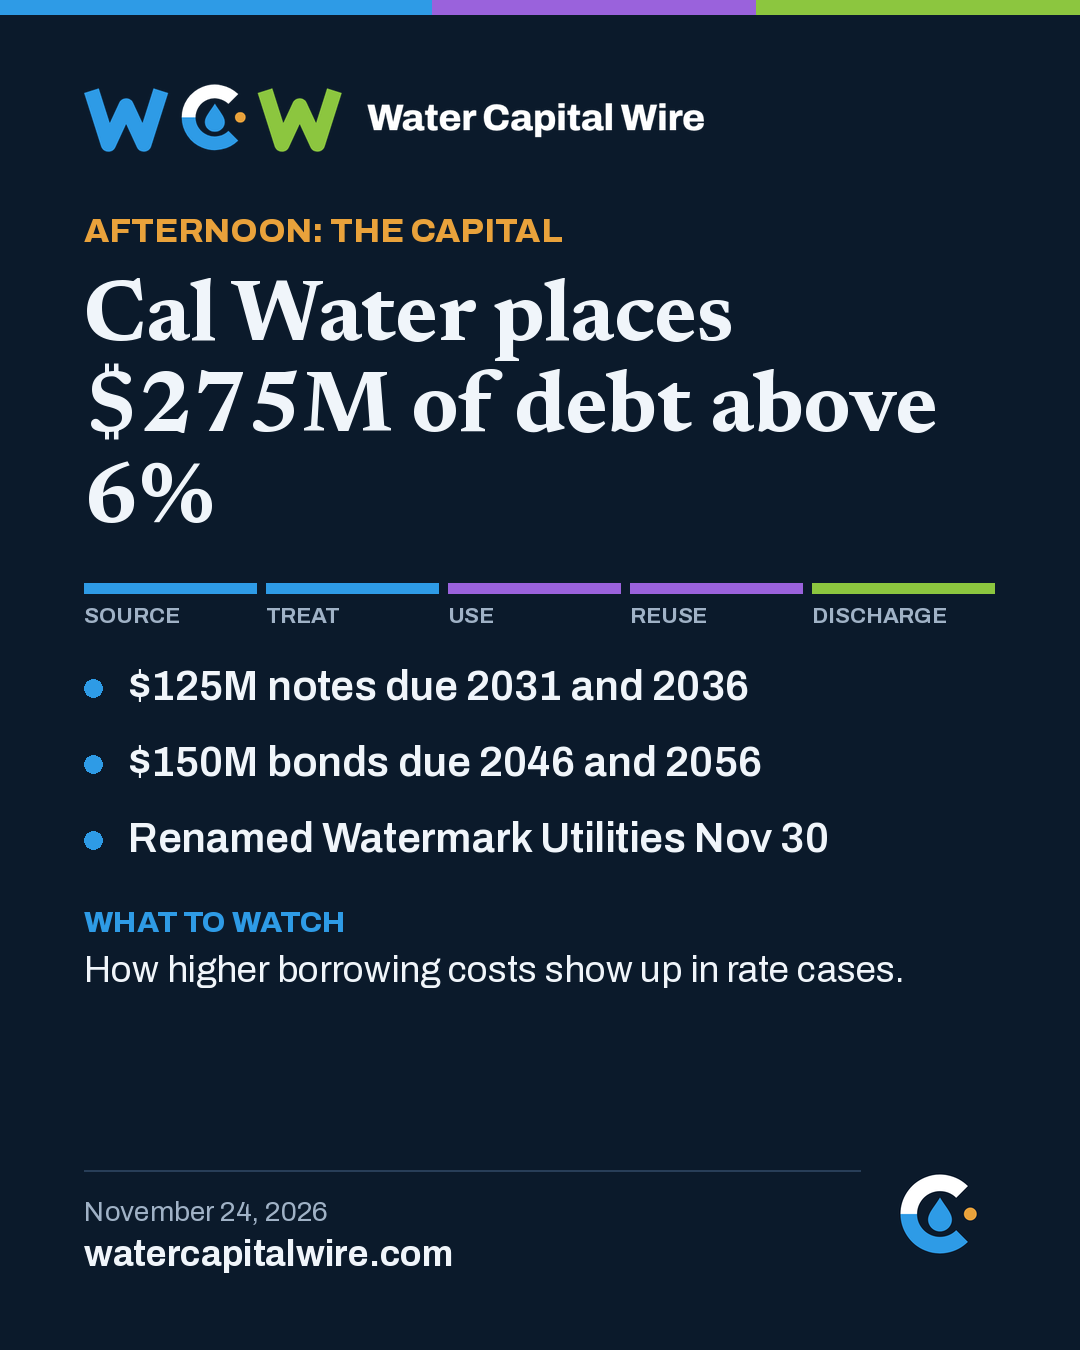 WCW Water Capital Wire
AFTERNOON: THE CAPITAL
Cal Water places
$275M of debt above
6%
SOURCE TREAT USE REUSE DISCHARGE
$125M notes due 2031 and 2036
$150M bonds due 2046 and 2056
Renamed Watermark Utilities Nov 30
WHAT TO WATCH
How higher borrowing costs show up in rate cases.
November 24, 2026
watercapitalwire.com